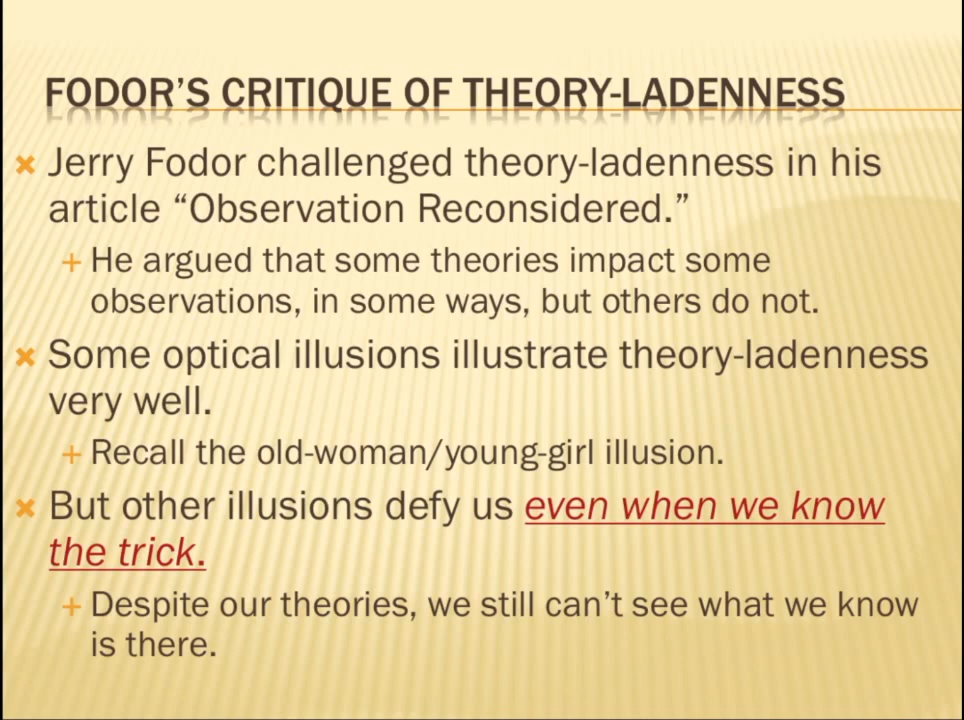 FODOR'S CRITIQUE OF THEORY-LADENNESS
Jerry Fodor challenged theory-ladenness in his
article “Observation Reconsidered.”
He argued that some theories impact some
observations, in some ways, but others do not.
Some optical illusions illustrate theory-ladenness
very well.
Recall the old-woman/young-girl illusion.
But other illusions defy us even when we know
the trick.
Despite our theories, we still can't see what we know
is there.